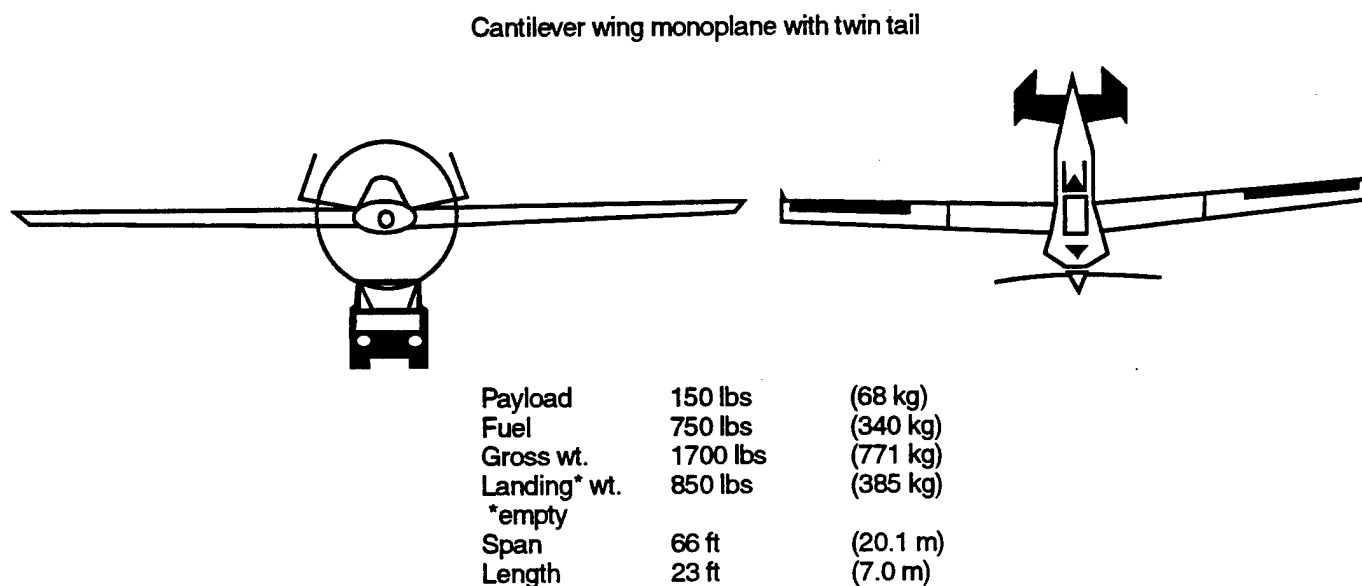 Cantilever wing monoplane with twin tail
Payload 150 lbs (68 kg)
Fuel 750 lbs (340 kg)
Gross wt. 1700 lbs (771 kg)
Landing* wt. 850 lbs (385 kg)
*empty
Span 66 ft (20.1 m)
Length 23 ft (7.0 m)